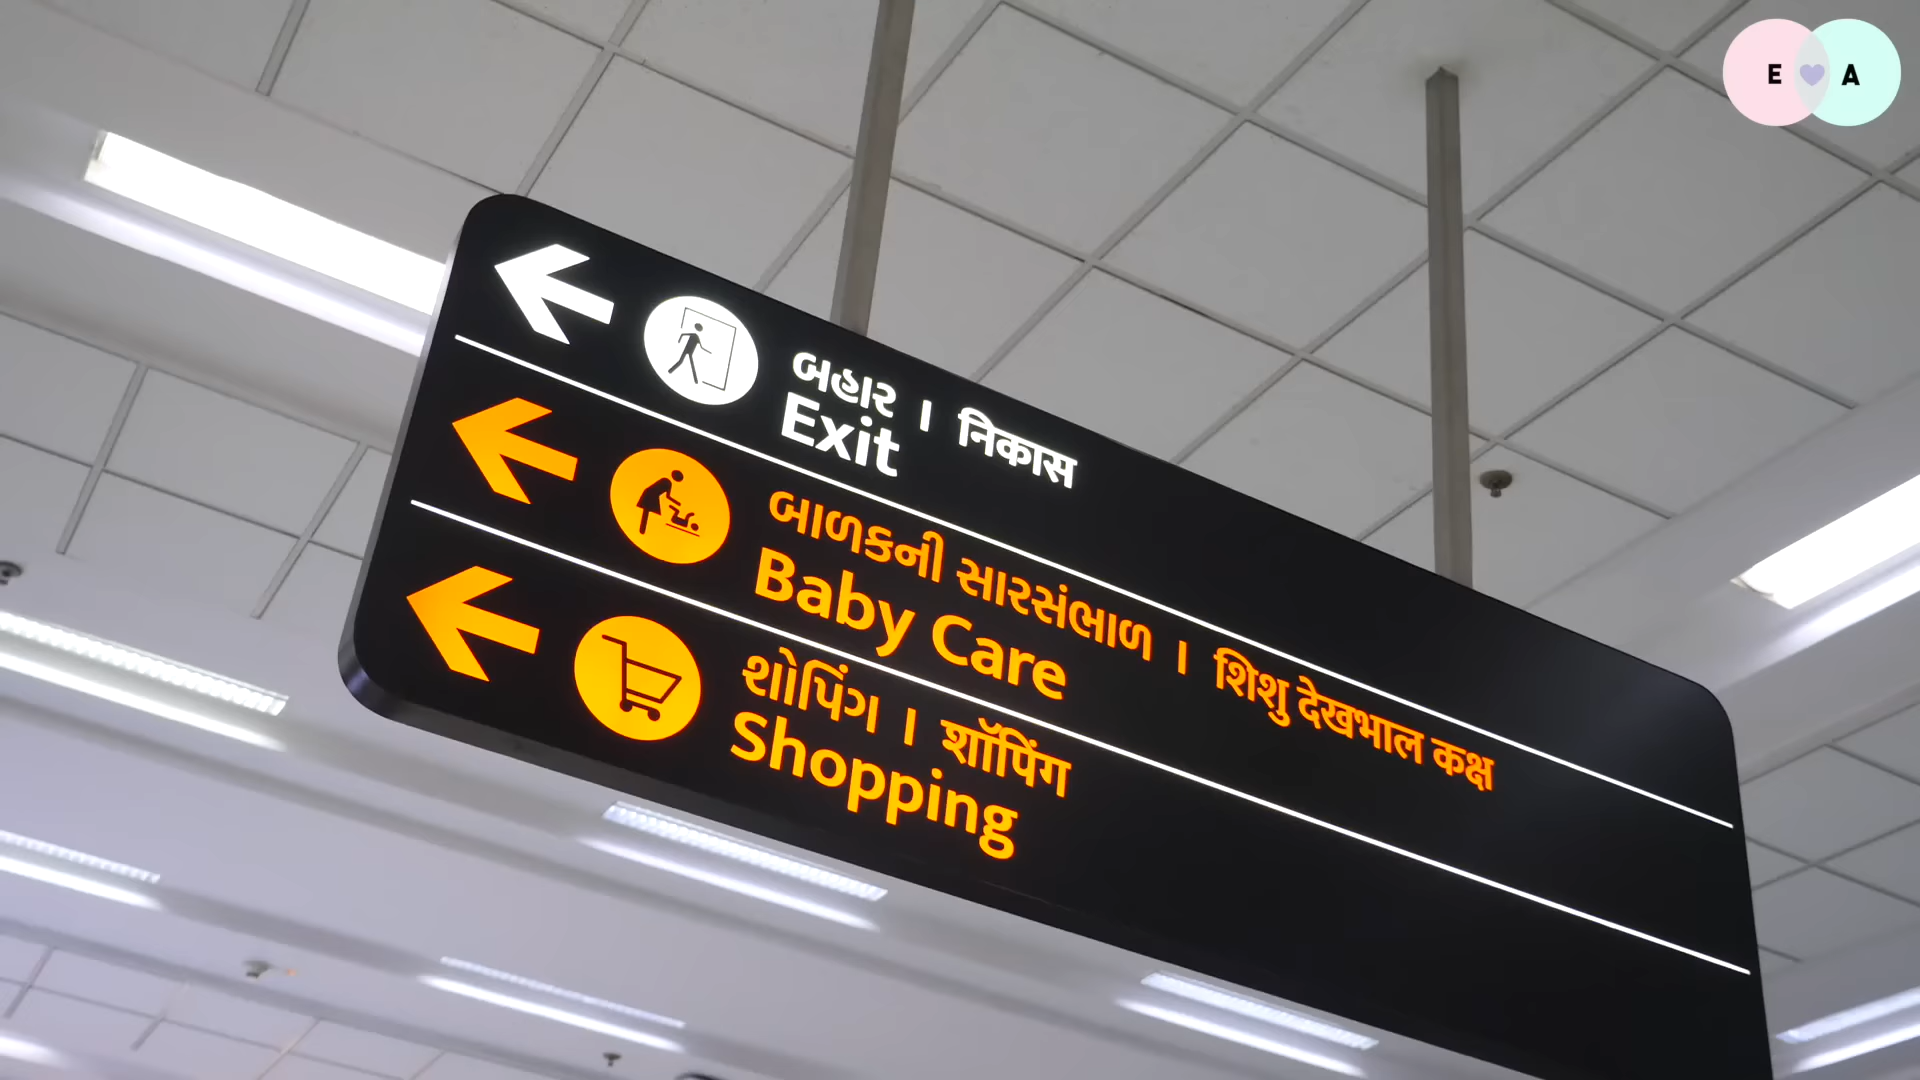 બહાર | निकास
Exit
બાળકની સારસંભાળ | शिशु देखभाल कक्ष
Baby Care
શોપિંગ | शॉपिंग
Shopping
E A